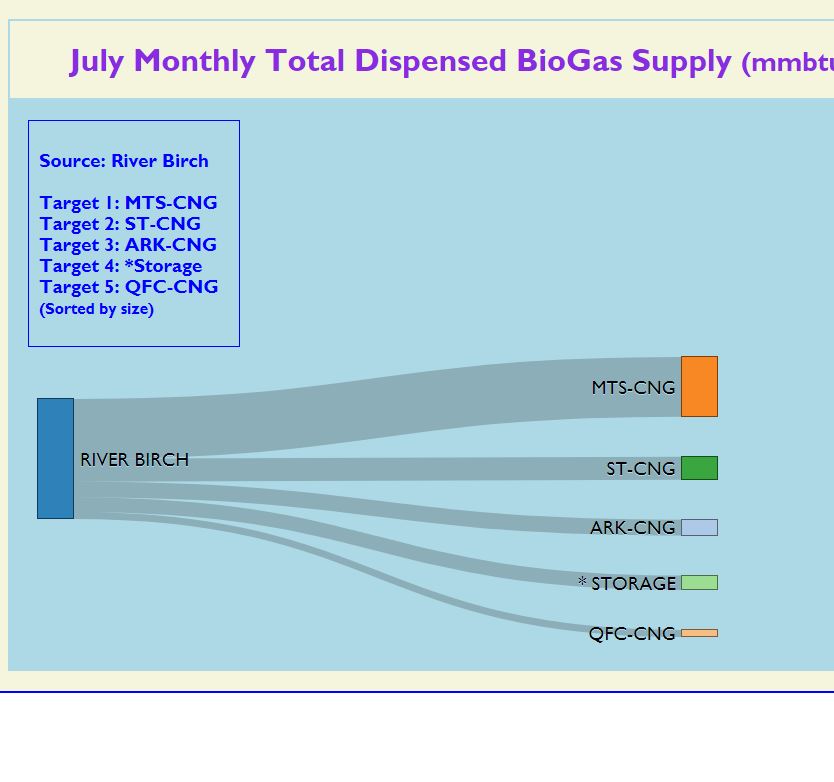 July Monthly Total Dispensed BioGas Supply (mmbtu
Source: River Birch
Target 1: MTS-CNG
Target 2: ST-CNG
Target 3: ARK-CNG
Target 4: *Storage
Target 5: QFC-CNG
(Sorted by size)
MTS-CNG
RIVER BIRCH
ST-CNG
ARK-CNG
* STORAGE
QFC-CNG